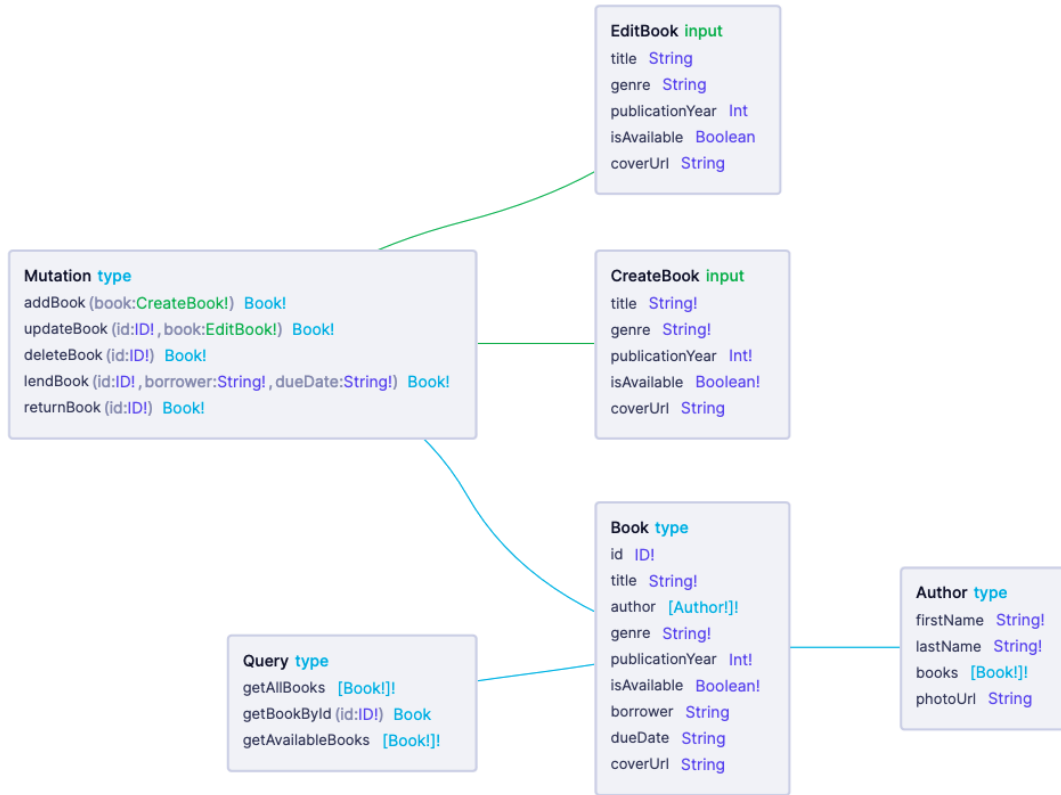 EditBook input
title String
genre String
publicationYear Int
isAvailable Boolean
coverUrl String
Mutation type
addBook (book:CreateBook!) Book!
updateBook (id:ID! , book:EditBook!) Book!
deleteBook (id:ID!) Book!
lendBook (id:ID! , borrower:String! , dueDate:String!) Book!
returnBook (id:ID!) Book!
CreateBook input
title String!
genre String!
publicationYear Int!
isAvailable Boolean!
coverUrl String
Book type
id ID!
title String!
author [Author!]!
genre String!
publicationYear Int!
isAvailable Boolean!
borrower String
dueDate String
coverUrl String
Author type
firstName String!
lastName String!
books [Book!]!
photoUrl String
Query type
getAllBooks [Book!]!
getBookById (id:ID!) Book
getAvailableBooks [Book!]!